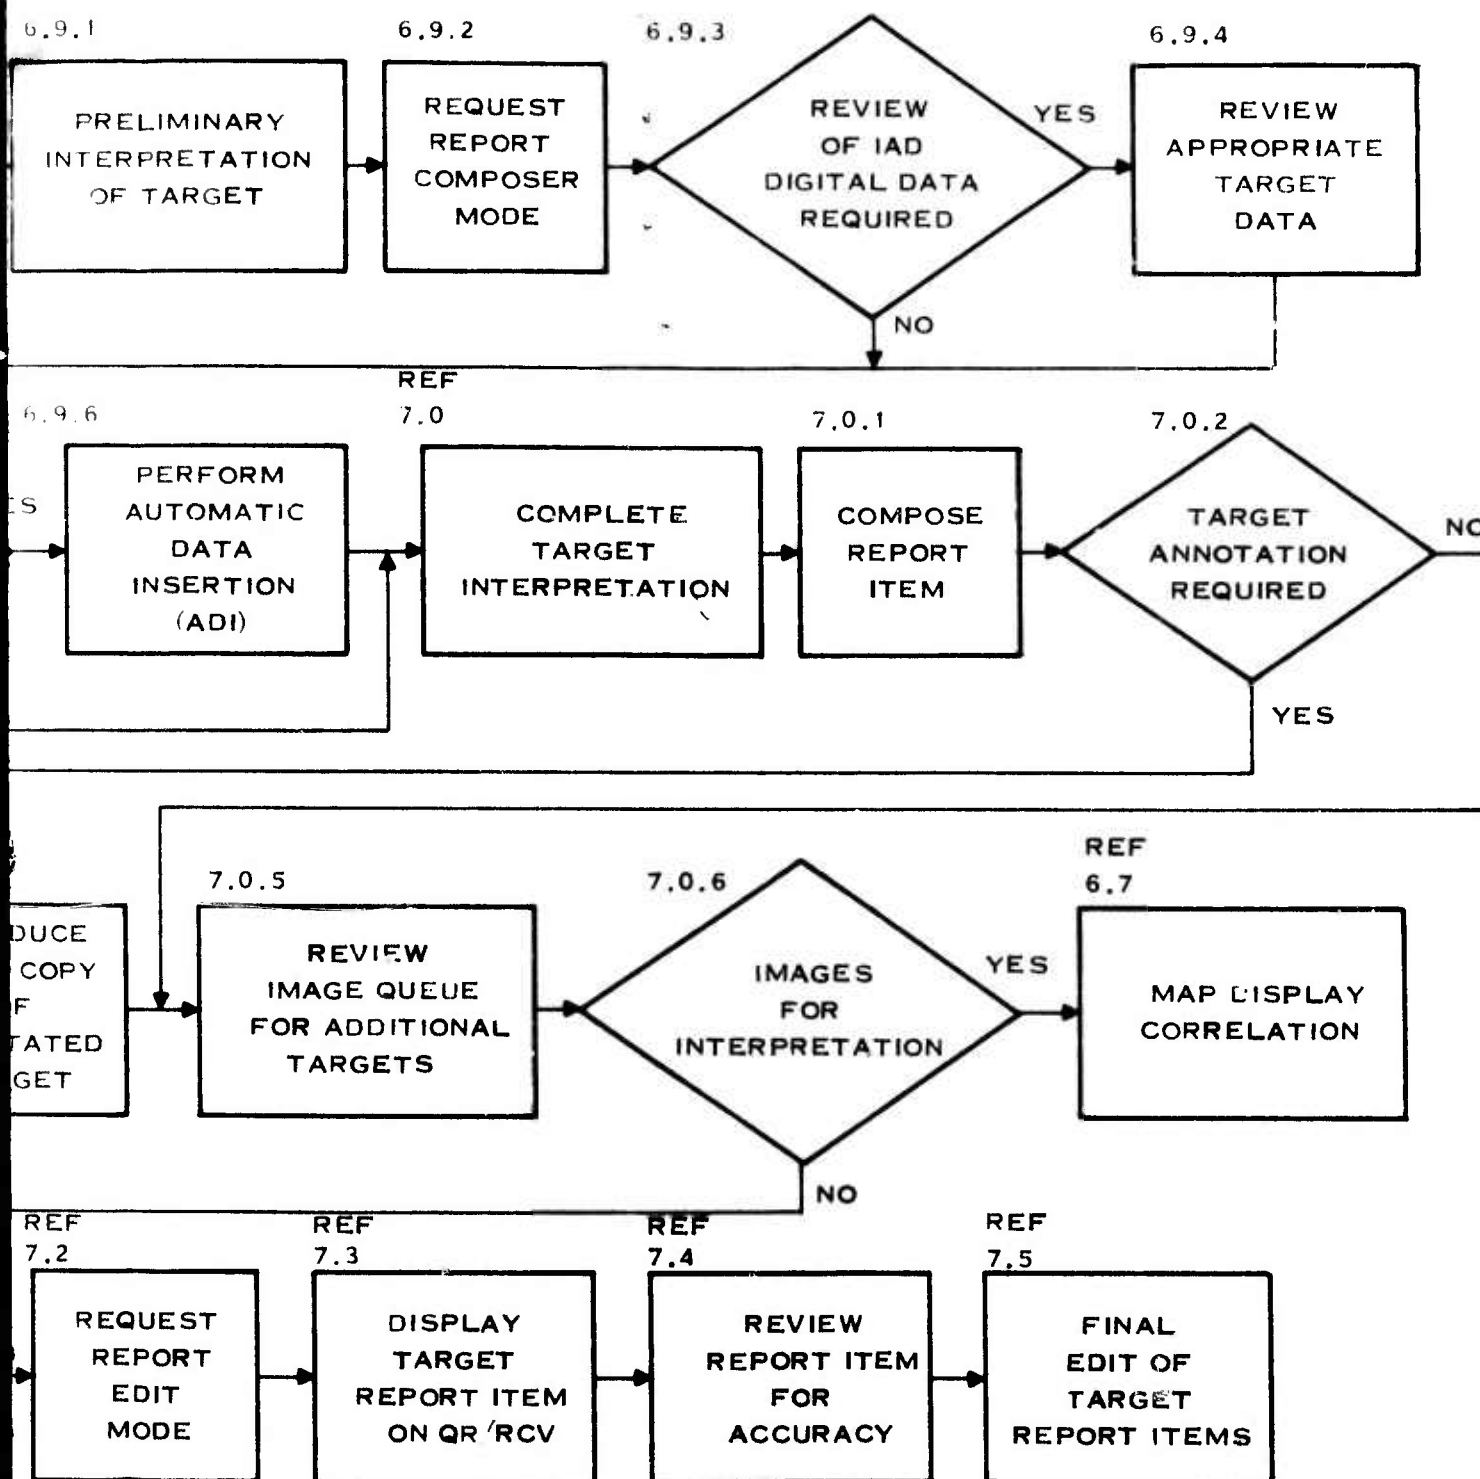 6.9.1
PRELIMINARY
INTERPRETATION
OF TARGET
6.9.2
REQUEST
REPORT
COMPOSER
MODE
6.9.3
REVIEW
OF IAD
DIGITAL DATA
REQUIRED
YES
NO
6.9.4
REVIEW
APPROPRIATE
TARGET
DATA
6.9.6
ES
PERFORM
AUTOMATIC
DATA
INSERTION
(ADI)
REF
7.0
COMPLETE
TARGET
INTERPRETATION
7.0.1
COMPOSE
REPORT
ITEM
7.0.2
TARGET
ANNOTATION
REQUIRED
NO
YES
DUCE
COPY
F
TATED
GET
7.0.5
REVIEW
IMAGE QUEUE
FOR ADDITIONAL
TARGETS
7.0.6
IMAGES
FOR
INTERPRETATION
YES
NO
REF
6.7
MAP DISPLAY
CORRELATION
REF
7.2
REQUEST
REPORT
EDIT
MODE
REF
7.3
DISPLAY
TARGET
REPORT ITEM
ON QR/RCV
REF
7.4
REVIEW
REPORT ITEM
FOR
ACCURACY
REF
7.5
FINAL
EDIT OF
TARGET
REPORT ITEMS